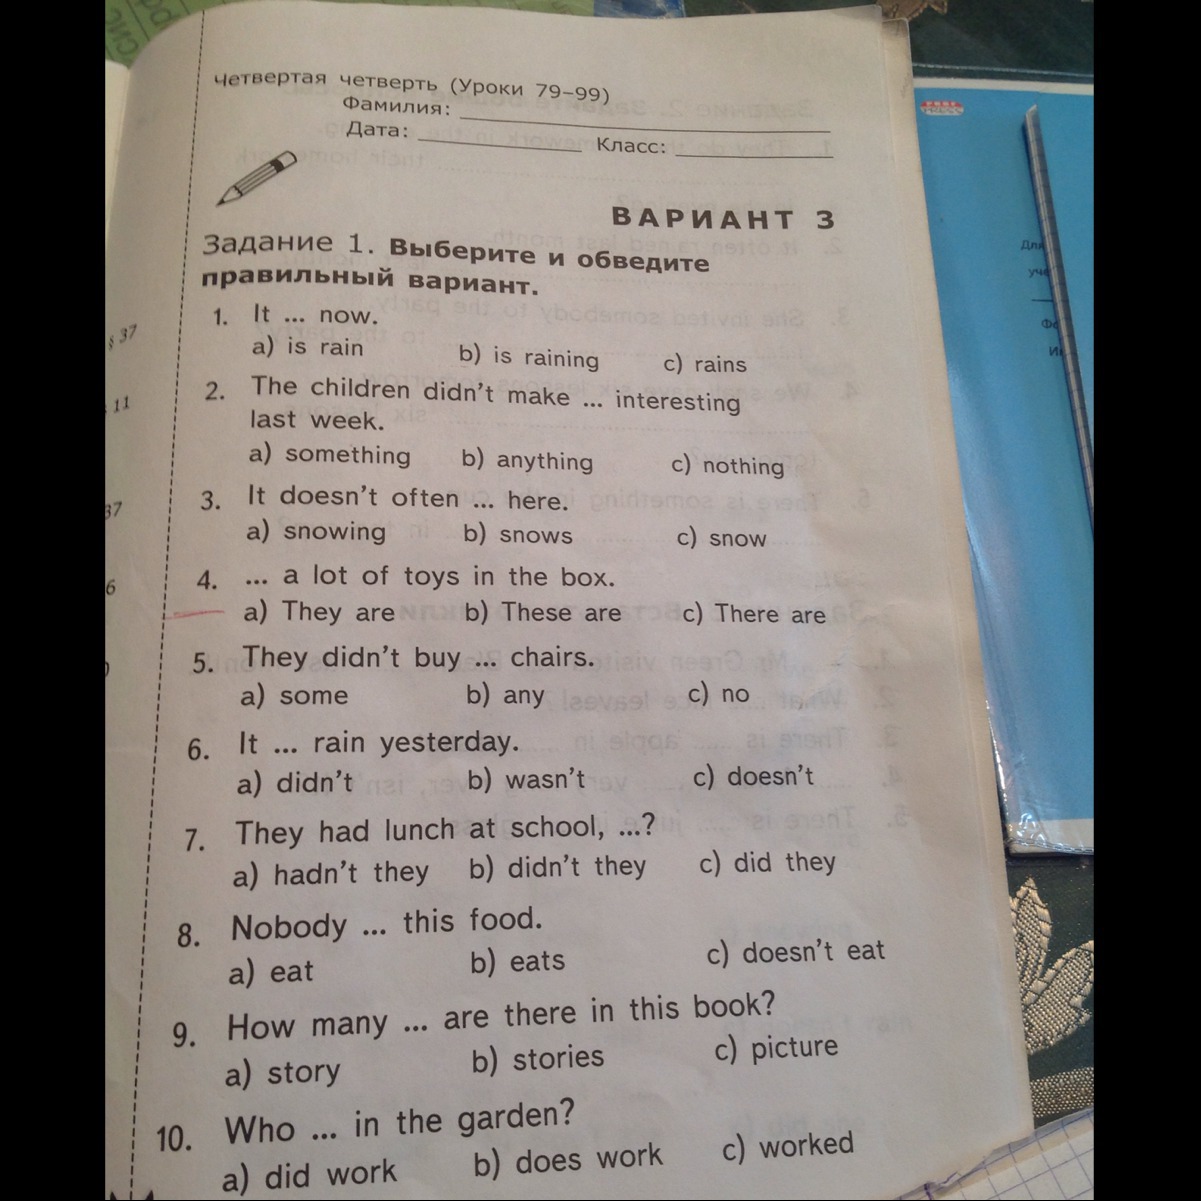 четвертая четверть (Уроки 79–99)
Фамилия:
Дата: Класс:
ВАРИАНТ 3
Задание 1. Выберите и обведите
правильный вариант.
1. It ... now.
a) is rain b) is raining c) rains
2. The children didn't make ... interesting
last week.
a) something b) anything c) nothing
3. It doesn't often ... here.
a) snowing b) snows c) snow
4. ... a lot of toys in the box.
a) They are b) These are c) There are
5. They didn't buy ... chairs.
a) some b) any c) no
6. It ... rain yesterday.
a) didn't b) wasn't c) doesn't
7. They had lunch at school, ...?
a) hadn't they b) didn't they c) did they
8. Nobody ... this food.
a) eat b) eats c) doesn't eat
9. How many ... are there in this book?
a) story b) stories c) picture
10. Who ... in the garden?
a) did work b) does work c) worked
37
11
37
6